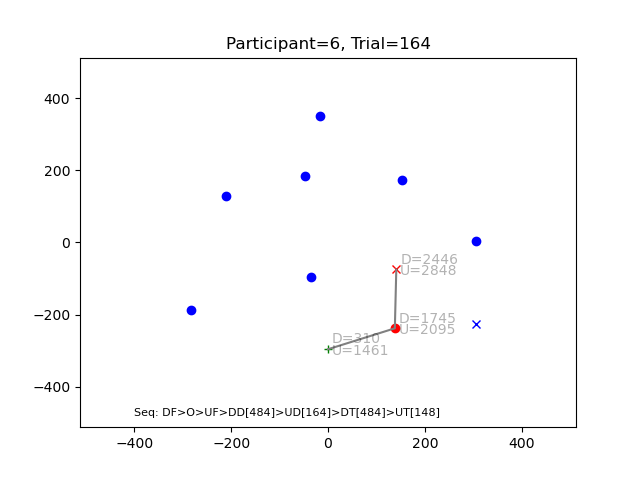 Participant=6, Trial=164
400
200
0
−200
−400
D=2446
U=2848
D=1745
U=2095
D=310
U=1461
Seq: DF>O>UF>DD[484]>UD[164]>DT[484]>UT[148]
−400
−200
0
200
400